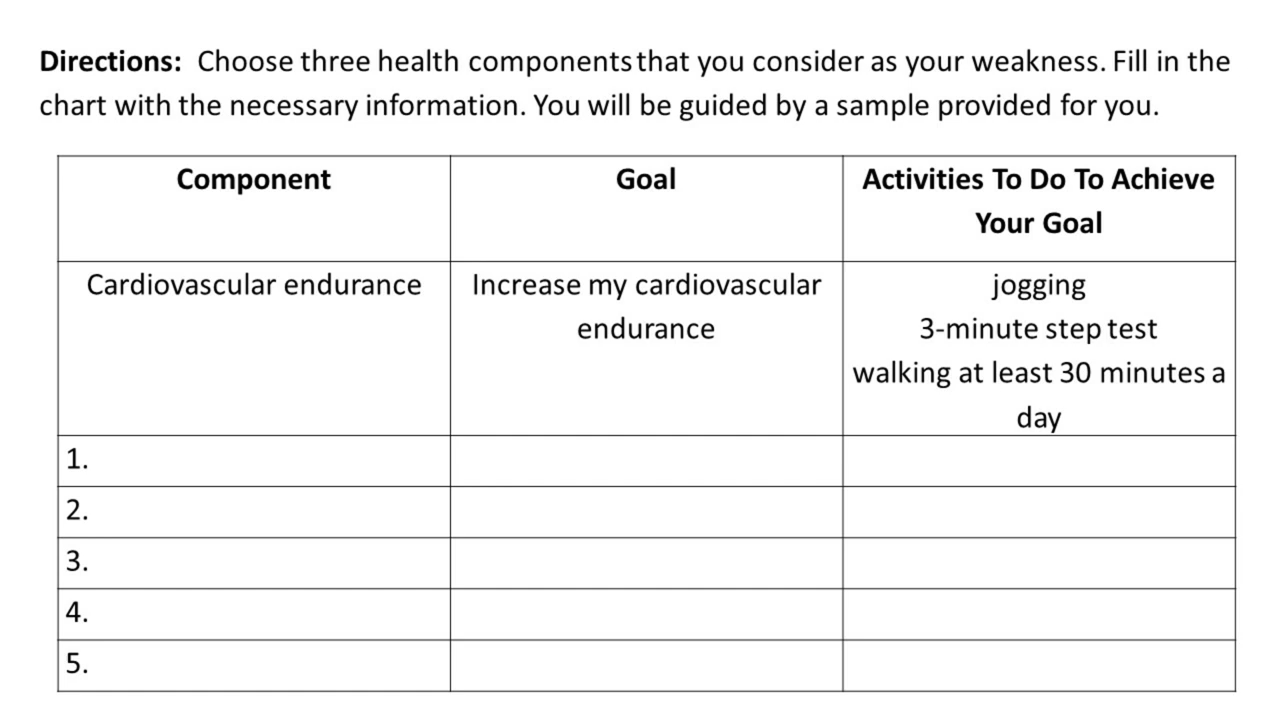 Directions: Choose three health components that you consider as your weakness. Fill in the
chart with the necessary information. You will be guided by a sample provided for you.
Component
Goal
Activities To Do To Achieve
Your Goal
Cardiovascular endurance
Increase my cardiovascular
endurance
jogging
3-minute step test
walking at least 30 minutes a
day
1.
2.
3.
4.
5.